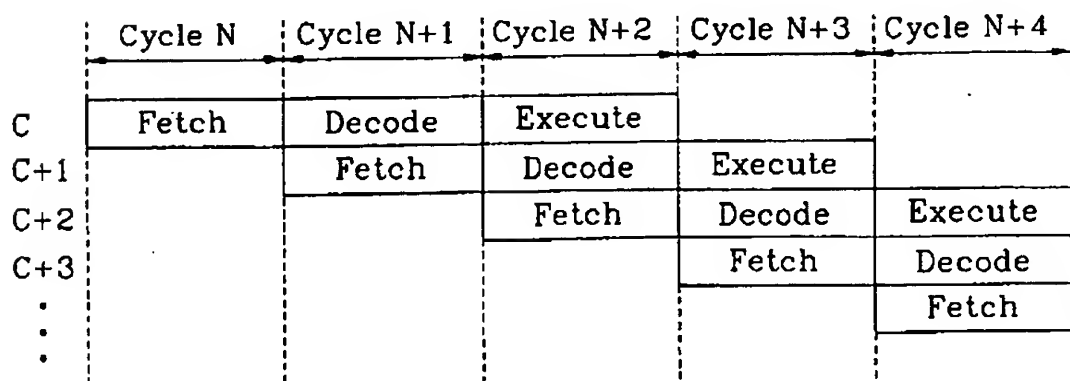 Cycle N Cycle N+1 Cycle N+2 Cycle N+3 Cycle N+4
C Fetch Decode Execute
C+1 Fetch Decode Execute
C+2 Fetch Decode Execute
C+3 Fetch Decode
Fetch